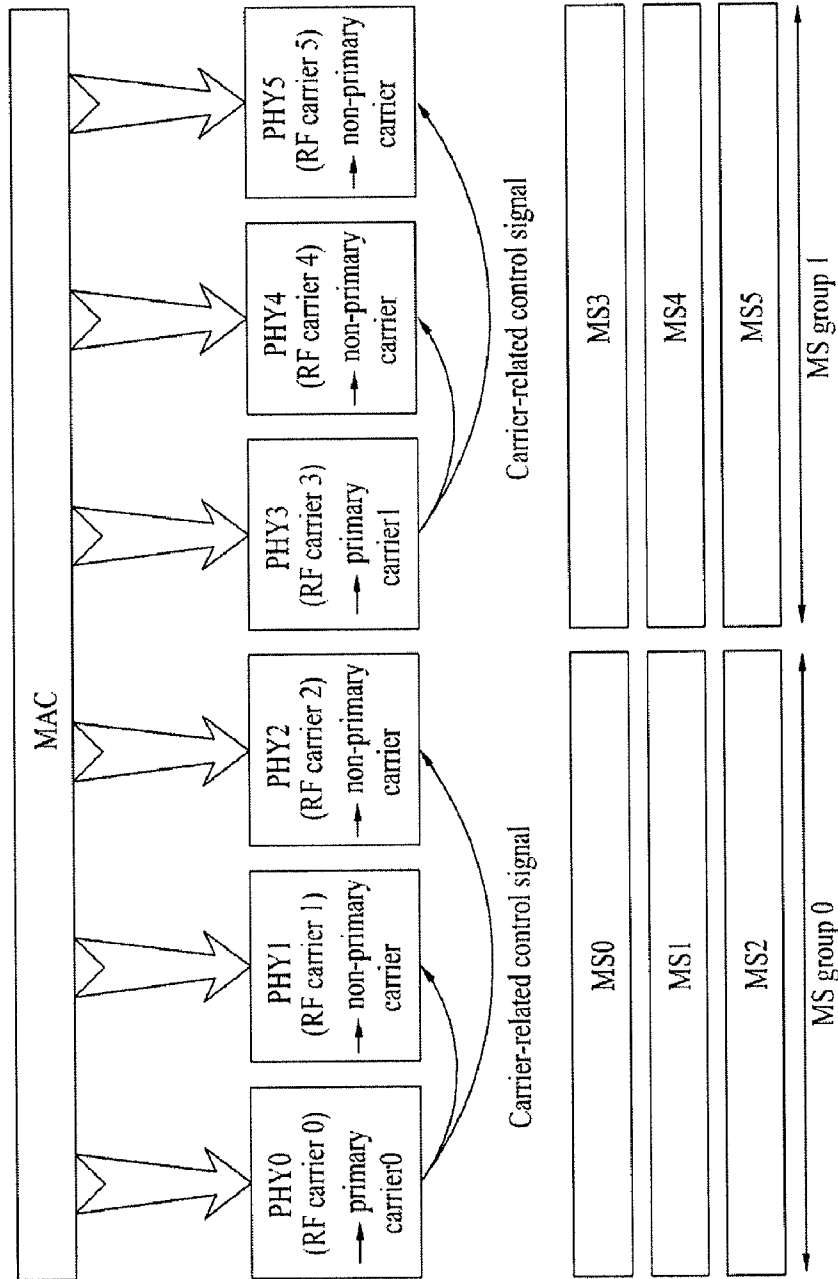 MAC
PHY0
(RF carrier 0)
→ primary
carrier0
PHY1
(RF carrier 1)
→ non-primary
carrier
PHY2
(RF carrier 2)
→ non-primary
carrier
PHY3
(RF carrier 3)
→ primary
carrier1
PHY4
(RF carrier 4)
→ non-primary
carrier
PHY5
(RF carrier 5)
→ non-primary
carrier
Carrier-related control signal
Carrier-related control signal
MS0
MS1
MS2
MS group 0
MS3
MS4
MS5
MS group 1